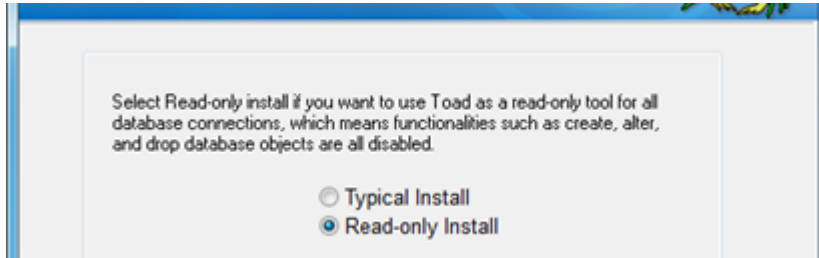 Select Read-only install if you want to use Toad as a read-only tool for all
database connections, which means functionalities such as create, alter,
and drop database objects are all disabled.
Typical Install
Read-only Install